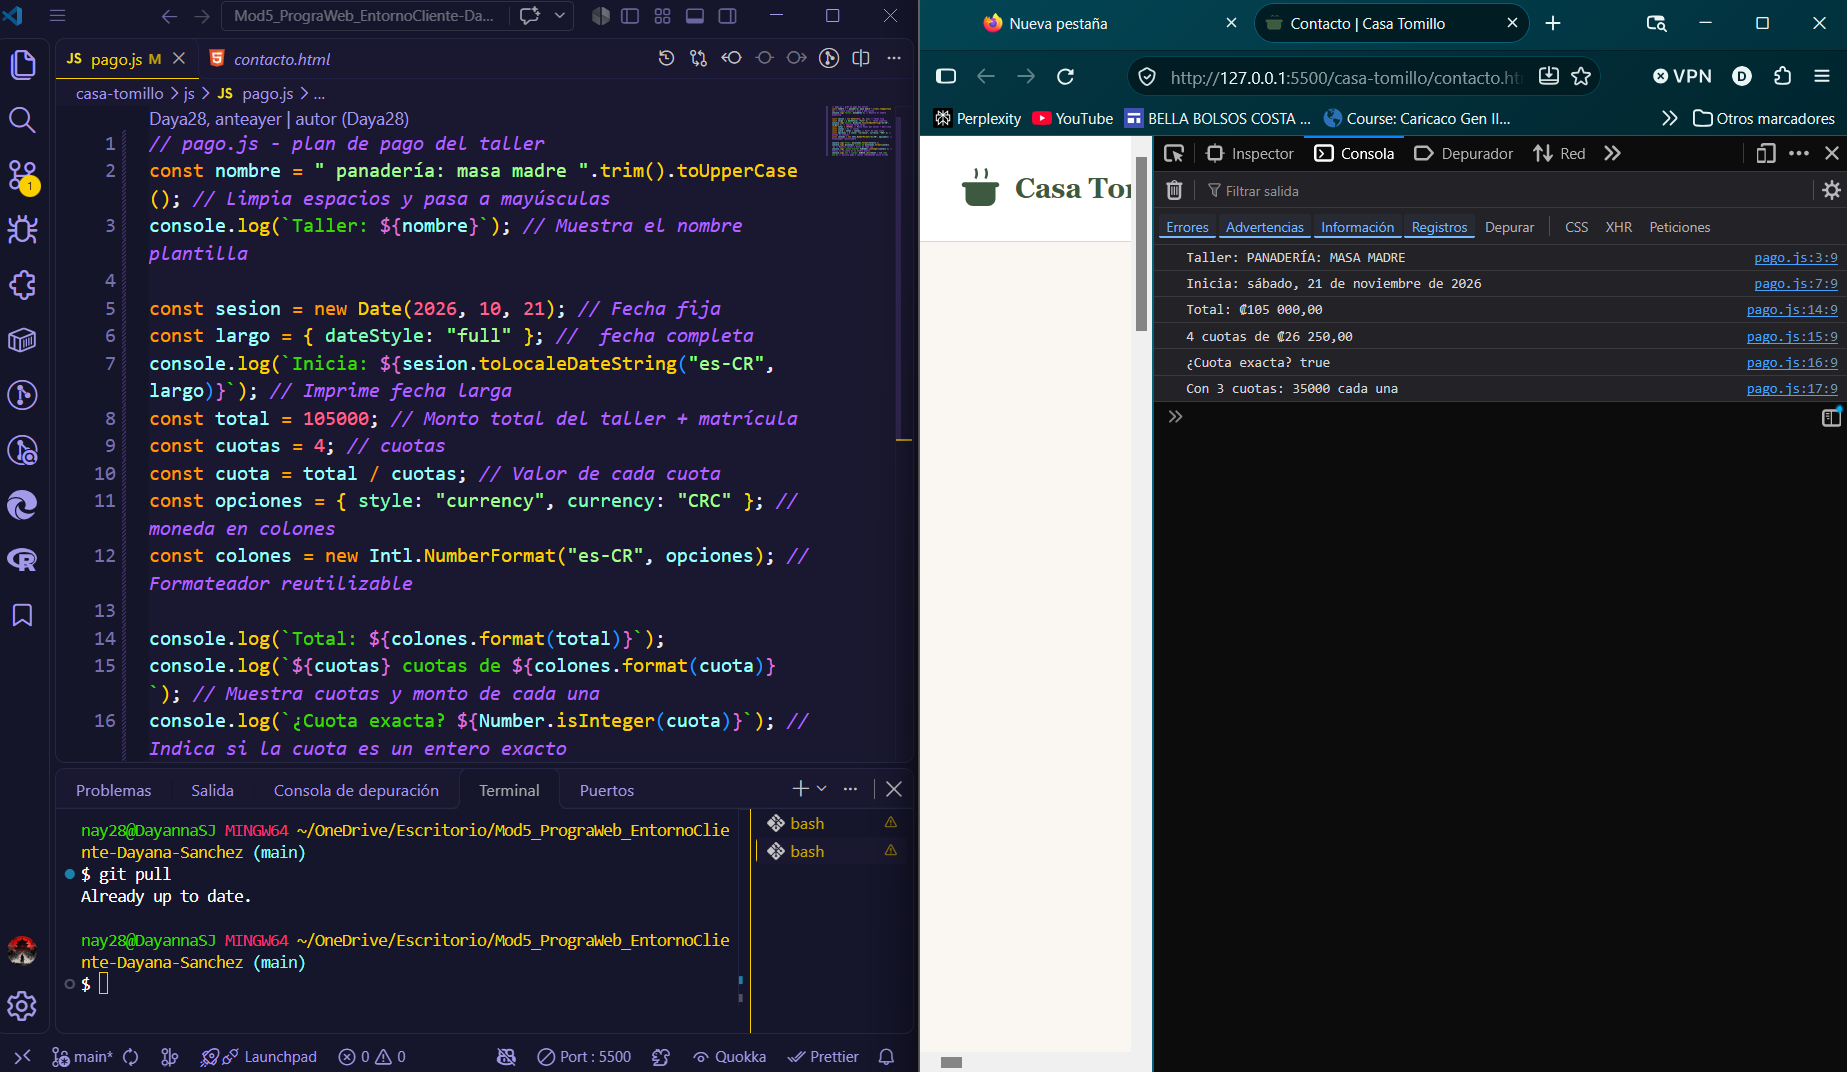 Mod5_PrograWeb_EntornoCliente-Da...
JS pago.js M
contacto.html
casa-tomillo > js > JS pago.js > ...
Daya28, anteayer | autor (Daya28)
1 // pago.js - plan de pago del taller
2 const nombre = " panadería: masa madre ".trim().toUpperCase
(); // Limpia espacios y pasa a mayúsculas
3 console.log(`Taller: ${nombre}`); // Muestra el nombre
plantilla
4
5 const sesion = new Date(2026, 10, 21); // Fecha fija
6 const largo = { dateStyle: "full" }; //  fecha completa
7 console.log(`Inicia: ${sesion.toLocaleDateString("es-CR",
largo)}`); // Imprime fecha larga
8 const total = 105000; // Monto total del taller + matrícula
9 const cuotas = 4; // cuotas
10 const cuota = total / cuotas; // Valor de cada cuota
11 const opciones = { style: "currency", currency: "CRC" }; //
moneda en colones
12 const colones = new Intl.NumberFormat("es-CR", opciones); //
Formateador reutilizable
13
14 console.log(`Total: ${colones.format(total)}`);
15 console.log(`${cuotas} cuotas de ${colones.format(cuota)}
`); // Muestra cuotas y monto de cada una
16 console.log(`¿Cuota exacta? ${Number.isInteger(cuota)}`); //
Indica si la cuota es un entero exacto
1
Problemas Salida Consola de depuración Terminal Puertos
nay28@DayannaSJ MINGW64 ~/OneDrive/Escritorio/Mod5_PrograWeb_EntornoClie
nte-Dayana-Sanchez (main)
$ git pull
Already up to date.
nay28@DayannaSJ MINGW64 ~/OneDrive/Escritorio/Mod5_PrograWeb_EntornoClie
nte-Dayana-Sanchez (main)
$
bash
bash
main* Launchpad 0 0 Port : 5500 Quokka Prettier
Nueva pestaña
Contacto | Casa Tomillo
http://127.0.0.1:5500/casa-tomillo/contacto.ht
VPN
D
Perplexity YouTube BELLA BOLSOS COSTA ... Course: Caricaco Gen II... Otros marcadores
Casa Tor
Inspector Consola Depurador Red
Filtrar salida
Errores Advertencias Información Registros Depurar CSS XHR Peticiones
Taller: PANADERÍA: MASA MADRE pago.js:3:9
Inicia: sábado, 21 de noviembre de 2026 pago.js:7:9
Total: ₡105 000,00 pago.js:14:9
4 cuotas de ₡26 250,00 pago.js:15:9
¿Cuota exacta? true pago.js:16:9
Con 3 cuotas: 35000 cada una pago.js:17:9